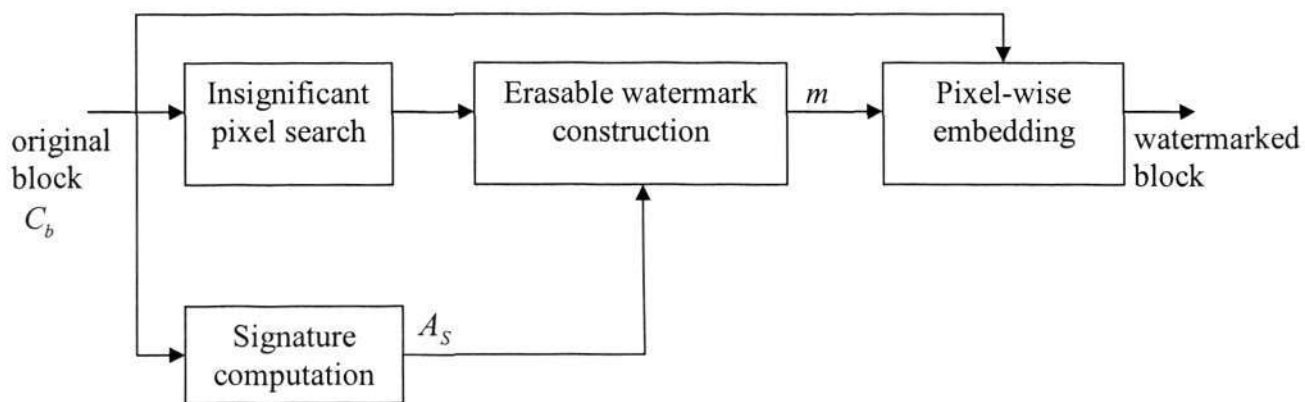 Insignificant
pixel search
Erasable watermark
construction
m
Pixel-wise
embedding
original
block
C_b
watermarked
block
Signature
computation
A_S